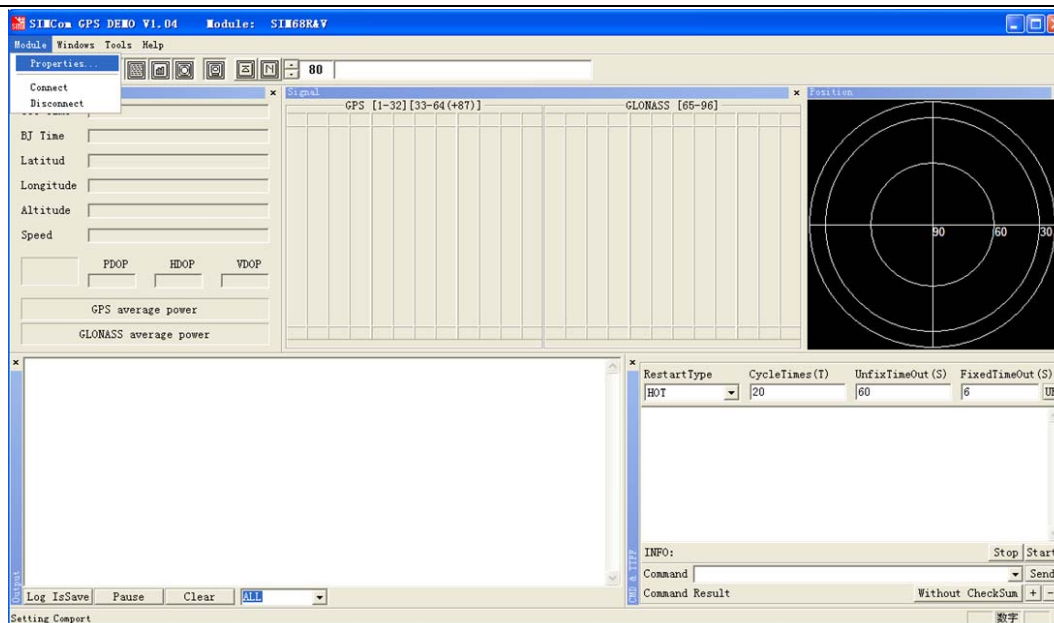 SIMCom GPS DEMO V1.04 Module: SIM68R&V
Module Windows Tools Help
Properties...
Connect
Disconnect
80
Signal
Position
GPS [1-32][33-64(+87)]
GLONASS [65-96]
BJ Time
Latitud
Longitude
Altitude
Speed
PDOP HDOP VDOP
GPS average power
GLONASS average power
90 60 30
RestartType CycleTimes(T) UnfixTimeOut(S) FixedTimeOut(S)
HOT 20 60 6
INFO: Stop Start
Command Send
Command Result Without CheckSum + -
Output
CMD & TTFF
Log IsSave Pause Clear ALL
Setting Comport
数字